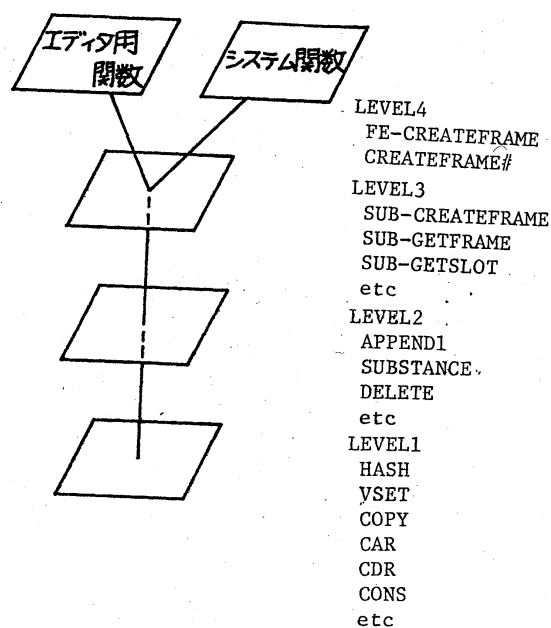 エディタ用
関数
システム関数
LEVEL4
FE-CREATEFRAME
CREATEFRAME#
LEVEL3
SUB-CREATEFRAME
SUB-GETFRAME
SUB-GETSLOT
etc
LEVEL2
APPEND1
SUBSTANCE
DELETE
etc
LEVEL1
HASH
VSET
COPY
CAR
CDR
CONS
etc